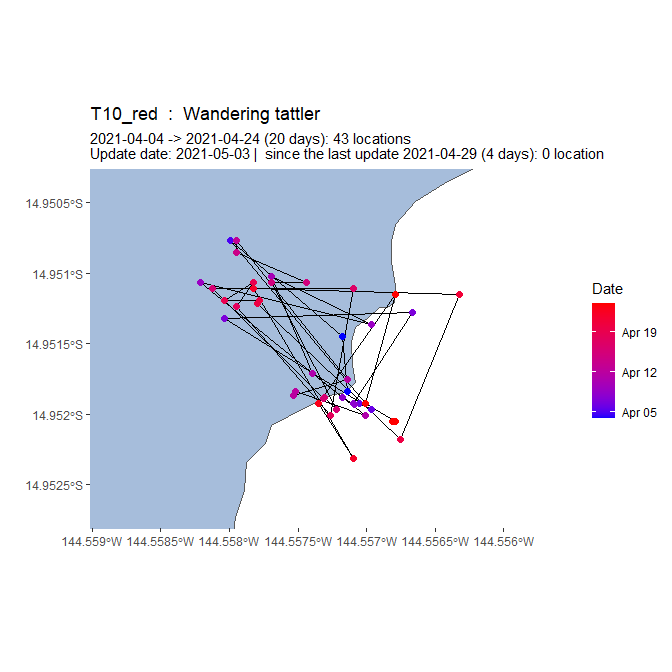 T10_red  :  Wandering tattler
2021-04-04 -> 2021-04-24 (20 days): 43 locations
Update date: 2021-05-03 |  since the last update 2021-04-29 (4 days): 0 location
14.9505°S
14.951°S
14.9515°S
14.952°S
14.9525°S
144.559°W 144.5585°W 144.558°W 144.5575°W 144.557°W 144.5565°W 144.556°W
Date
Apr 19
Apr 12
Apr 05